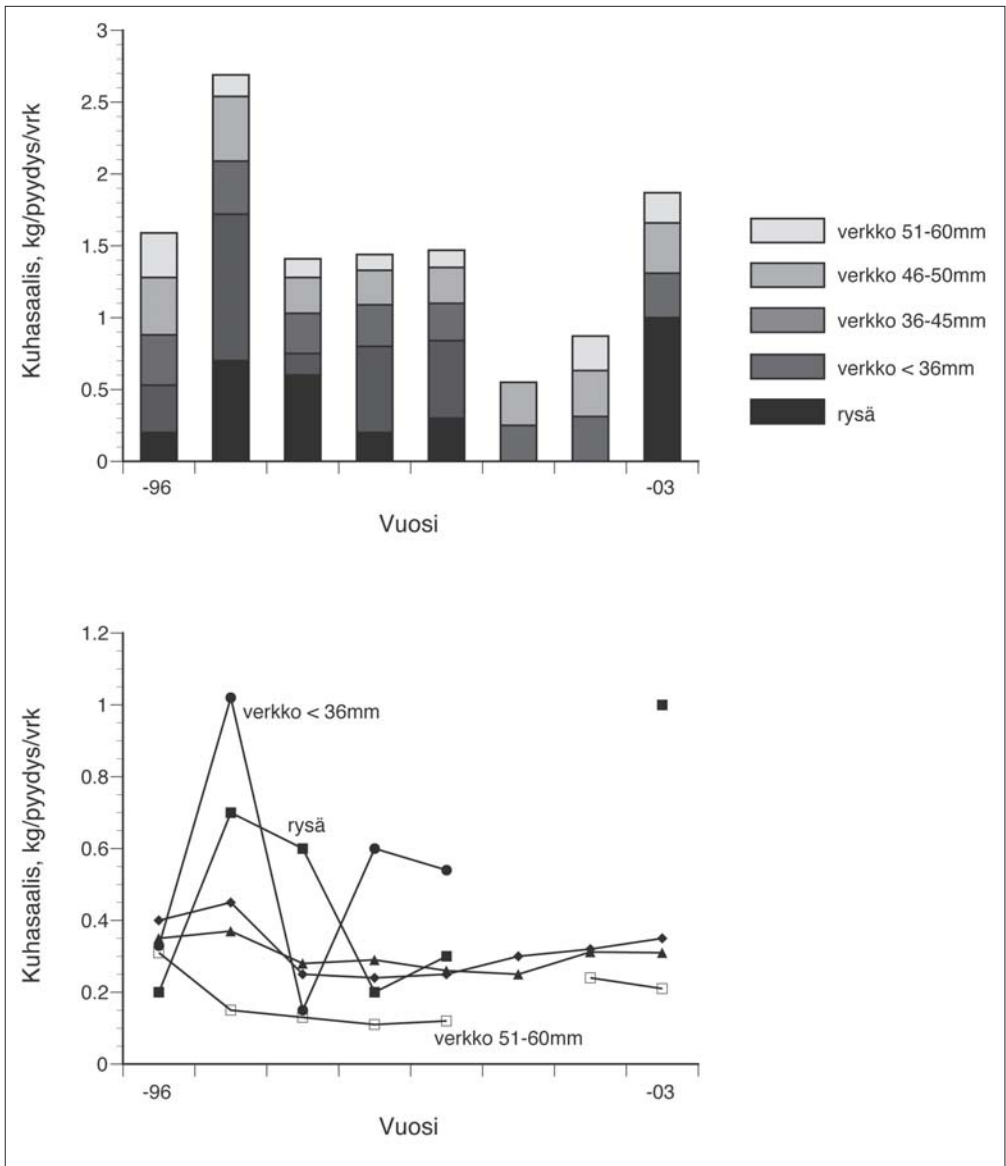 Kuhasaalis, kg/pyydys/vrk
3
2.5
2
1.5
1
0.5
0
-96
-03
Vuosi
verkko 51-60mm
verkko 46-50mm
verkko 36-45mm
verkko < 36mm
rysä
Kuhasaalis, kg/pyydys/vrk
1.2
1
0.8
0.6
0.4
0.2
0
verkko < 36mm
rysä
verkko 51-60mm
-96
-03
Vuosi